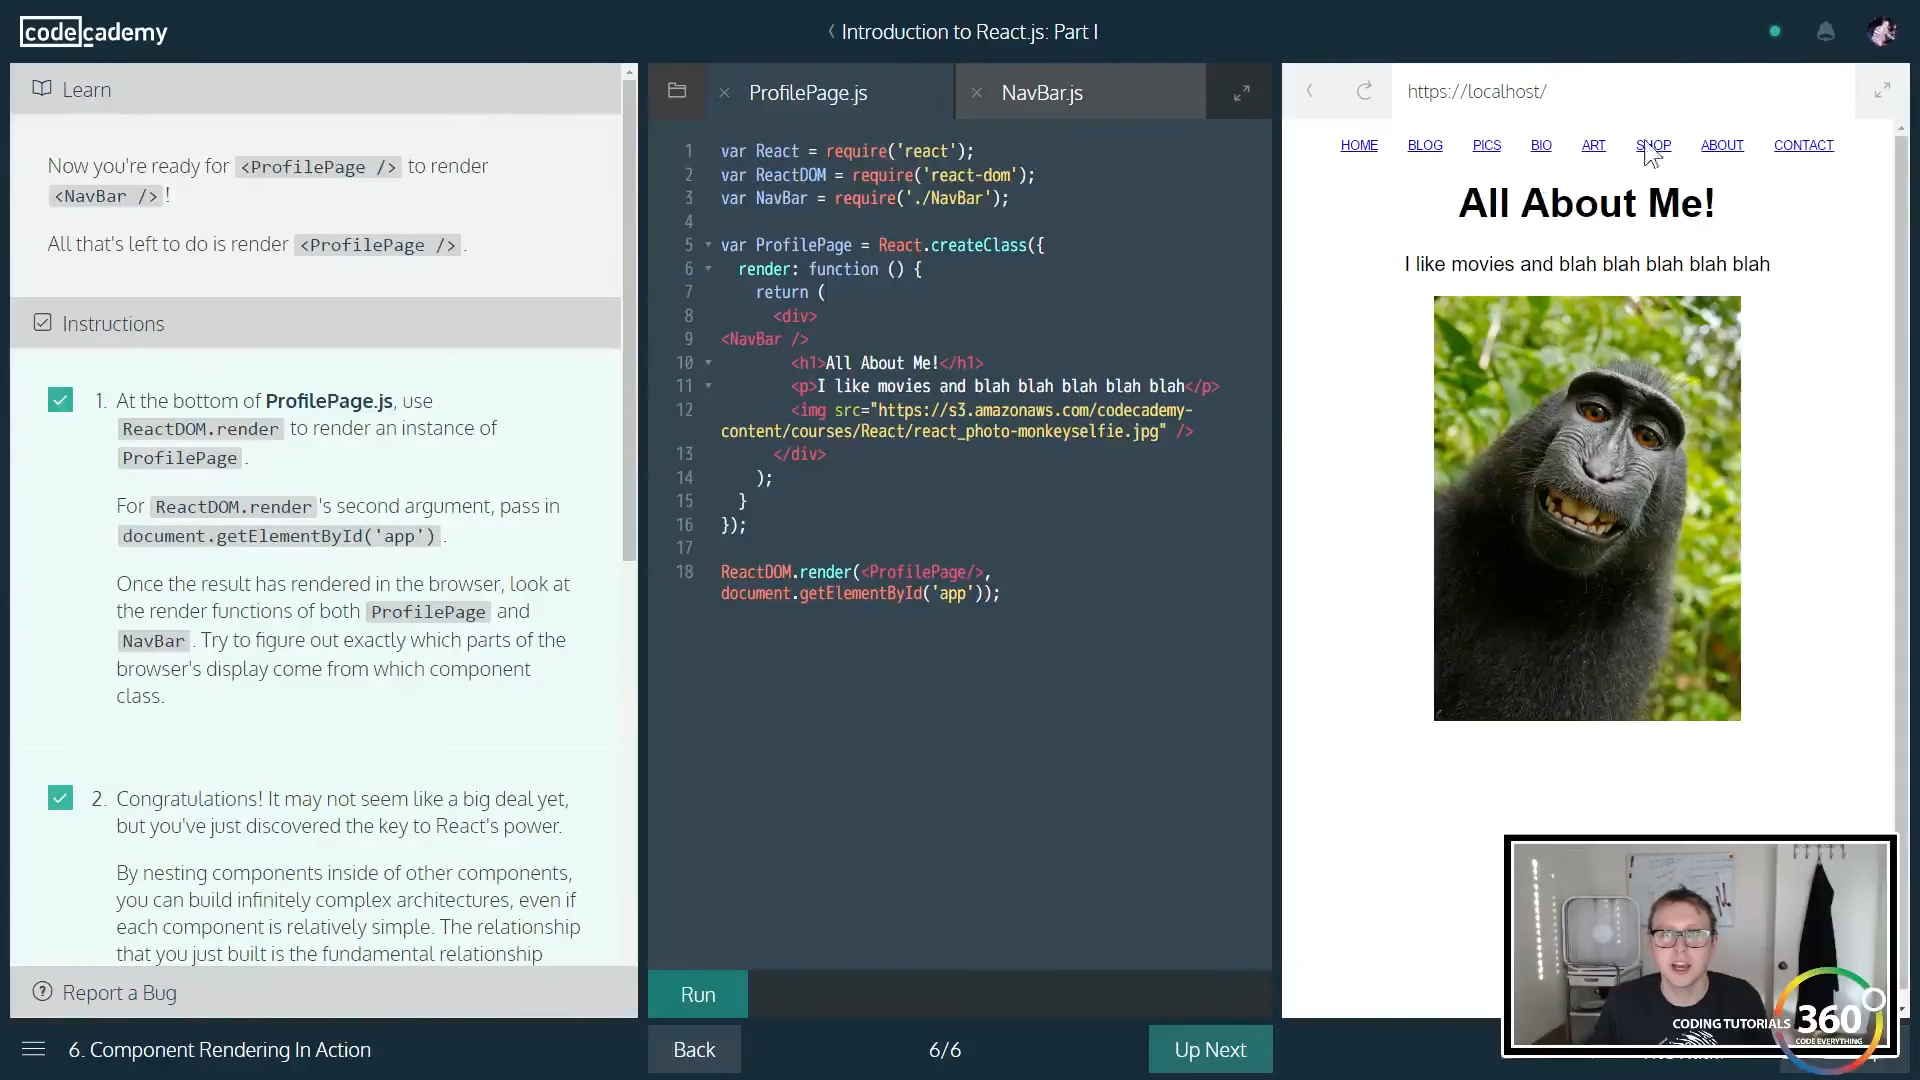 codecademy
Introduction to React.js: Part I
Learn
Now you're ready for <ProfilePage /> to render
<NavBar />!
All that's left to do is render <ProfilePage />.
Instructions
1. At the bottom of ProfilePage.js, use
ReactDOM.render to render an instance of
ProfilePage.
For ReactDOM.render's second argument, pass in
document.getElementById('app').
Once the result has rendered in the browser, look at
the render functions of both ProfilePage and
NavBar. Try to figure out exactly which parts of the
browser's display come from which component
class.
2. Congratulations! It may not seem like a big deal yet,
but you've just discovered the key to React's power.
By nesting components inside of other components,
you can build infinitely complex architectures, even if
each component is relatively simple. The relationship
that you just built is the fundamental relationship
Report a Bug
6. Component Rendering In Action
ProfilePage.js
NavBar.js
1 var React = require('react');
2 var ReactDOM = require('react-dom');
3 var NavBar = require('./NavBar');
4
5 var ProfilePage = React.createClass({
6 render: function () {
7 return (
8 <div>
9 <NavBar />
10 <h1>All About Me!</h1>
11 <p>I like movies and blah blah blah blah blah</p>
12 <img src="https://s3.amazonaws.com/codecademy-
content/courses/React/react_photo-monkeyselfie.jpg" />
13 </div>
14 );
15 }
16 });
17
18 ReactDOM.render(<ProfilePage/>,
document.getElementById('app'));
Run
Back
6/6
Up Next
https://localhost/
HOME BLOG PICS BIO ART SHOP ABOUT CONTACT
All About Me!
I like movies and blah blah blah blah blah
CODING TUTORIALS 360
CODE EVERYTHING